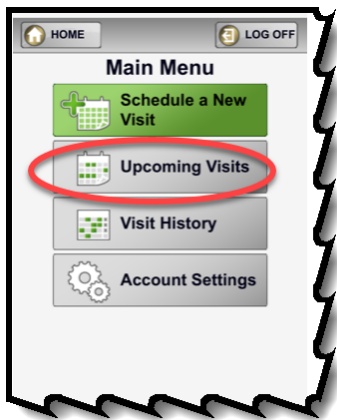 HOME
LOG OFF
Main Menu
Schedule a New
Visit
Upcoming Visits
Visit History
Account Settings